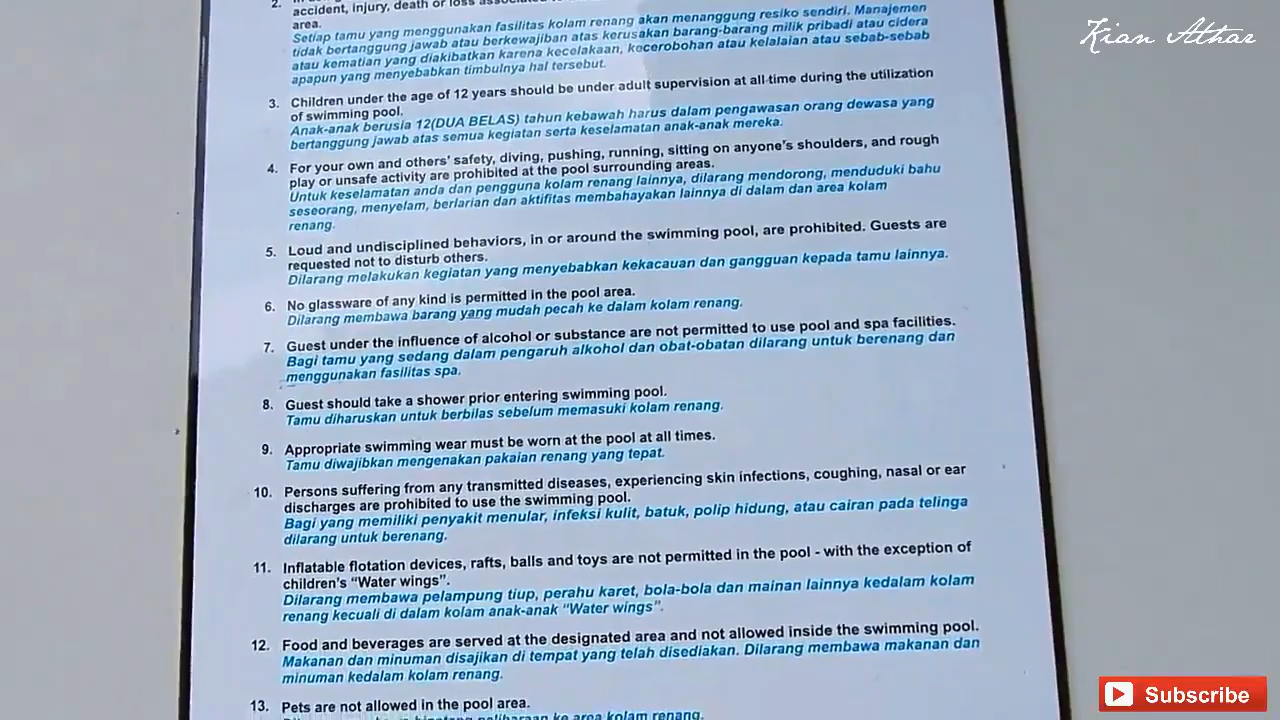 2.
accident, injury, death or loss
area.
Setiap tamu yang menggunakan fasilitas kolam renang akan menanggung resiko sendiri. Manajemen
tidak bertanggung jawab atau berkewajiban atas kerusakan barang-barang milik pribadi atau cidera
atau kematian yang diakibatkan karena kecelakaan, kecerobohan atau kelalaian atau sebab-sebab
apapun yang menyebabkan timbulnya hal tersebut.
3. Children under the age of 12 years should be under adult supervision at all time during the utilization
of swimming pool.
Anak-anak berusia 12(DUA BELAS) tahun kebawah harus dalam pengawasan orang dewasa yang
bertanggung jawab atas semua kegiatan serta keselamatan anak-anak mereka.
4. For your own and others' safety, diving, pushing, running, sitting on anyone's shoulders, and rough
play or unsafe activity are prohibited at the pool surrounding areas.
Untuk keselamatan anda dan pengguna kolam renang lainnya, dilarang mendorong, menduduki bahu
seseorang, menyelam, berlarian dan aktifitas membahayakan lainnya di dalam dan area kolam
renang.
5. Loud and undisciplined behaviors, in or around the swimming pool, are prohibited. Guests are
requested not to disturb others.
Dilarang melakukan kegiatan yang menyebabkan kekacauan dan gangguan kepada tamu lainnya.
6. No glassware of any kind is permitted in the pool area.
Dilarang membawa barang yang mudah pecah ke dalam kolam renang.
7. Guest under the influence of alcohol or substance are not permitted to use pool and spa facilities.
Bagi tamu yang sedang dalam pengaruh alkohol dan obat-obatan dilarang untuk berenang dan
menggunakan fasilitas spa.
8. Guest should take a shower prior entering swimming pool.
Tamu diharuskan untuk berbilas sebelum memasuki kolam renang.
9. Appropriate swimming wear must be worn at the pool at all times.
Tamu diwajibkan mengenakan pakaian renang yang tepat.
10. Persons suffering from any transmitted diseases, experiencing skin infections, coughing, nasal or ear
discharges are prohibited to use the swimming pool.
Bagi yang memiliki penyakit menular, infeksi kulit, batuk, polip hidung, atau cairan pada telinga
dilarang untuk berenang.
11. Inflatable flotation devices, rafts, balls and toys are not permitted in the pool - with the exception of
children's "Water wings".
Dilarang membawa pelampung tiup, perahu karet, bola-bola dan mainan lainnya kedalam kolam
renang kecuali di dalam kolam anak-anak "Water wings".
12. Food and beverages are served at the designated area and not allowed inside the swimming pool.
Makanan dan minuman disajikan di tempat yang telah disediakan. Dilarang membawa makanan dan
minuman kedalam kolam renang.
13. Pets are not allowed in the pool area.
ke area kolam renang.
Kian Athar
Subscribe